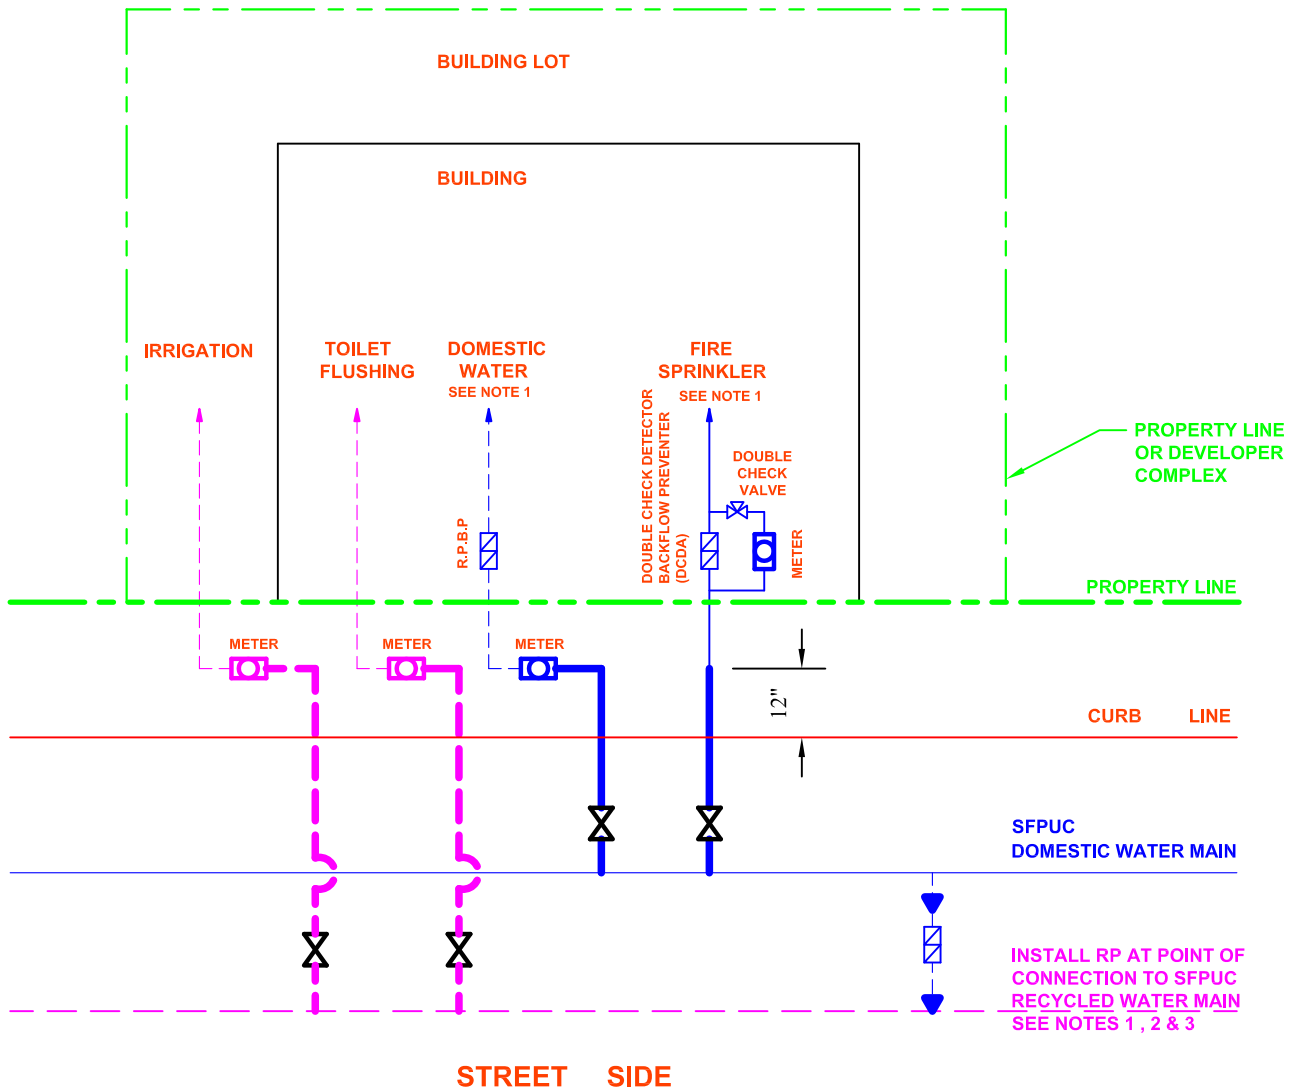 BUILDING LOT
BUILDING
IRRIGATION
TOILET
FLUSHING
DOMESTIC
WATER
SEE NOTE 1
FIRE
SPRINKLER
SEE NOTE 1
R.P.B.P
DOUBLE CHECK DETECTOR
BACKFLOW PREVENTER
(DCDA)
DOUBLE
CHECK
VALVE
METER
PROPERTY LINE
OR DEVELOPER
COMPLEX
PROPERTY LINE
METER
METER
METER
12"
CURB LINE
SFPUC
DOMESTIC WATER MAIN
INSTALL RP AT POINT OF
CONNECTION TO SFPUC
RECYCLED WATER MAIN
SEE NOTES 1 , 2 & 3
STREET SIDE